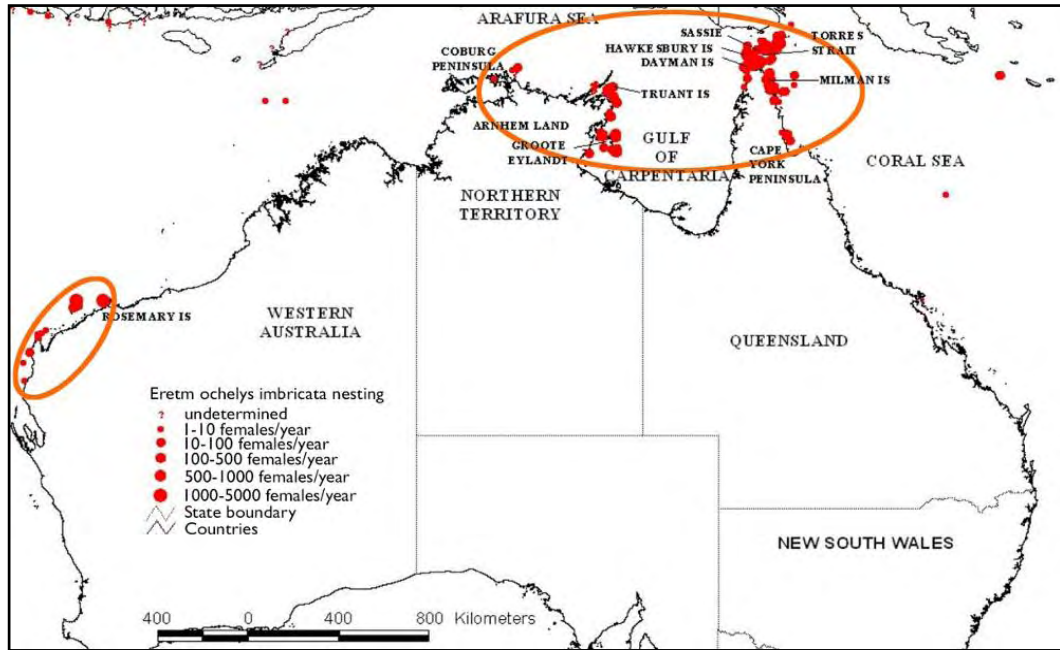 ARAFURA SEA
SASSIE
TORRES
STRAIT
HAWKESBURY IS
DAYMAN IS
COBURG
PENINSULA
MILMAN IS
TRUANT IS
ARNHEM LAND
GROOTE
EYLANDT
GULF
OF
CARPENTARIA
CAPE
YORK
PENINSULA
CORAL SEA
NORTHERN
TERRITORY
ROSEMARY IS
WESTERN
AUSTRALIA
QUEENSLAND
Eretm ochelys imbricata nesting
? undetermined
1-10 females/year
10-100 females/year
100-500 females/year
500-1000 females/year
1000-5000 females/year
State boundary
Countries
NEW SOUTH WALES
400 0 400 800 Kilometers